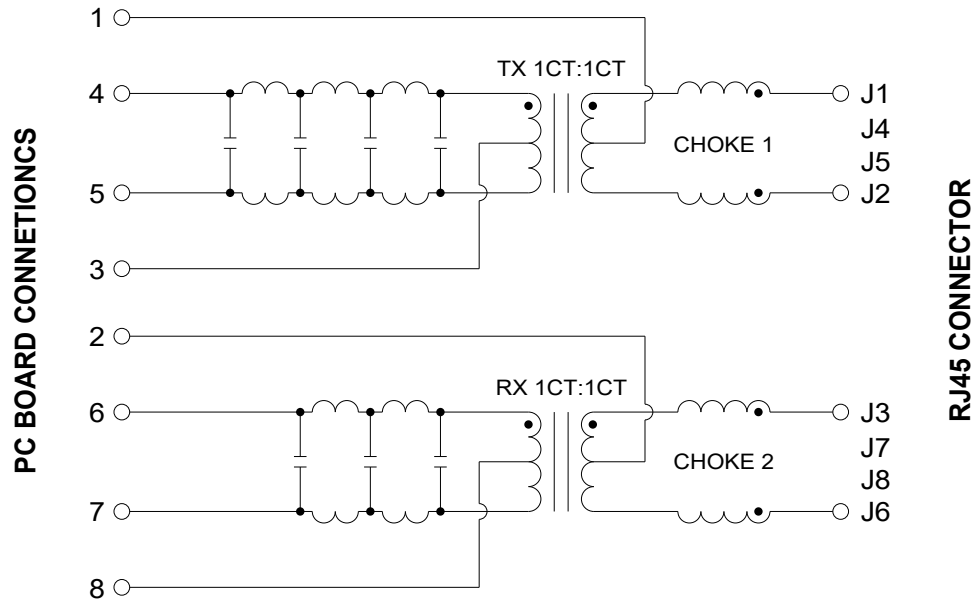 PC BOARD CONNETIONCS
1
4
5
3
2
6
7
8
TX 1CT:1CT
CHOKE 1
RX 1CT:1CT
CHOKE 2
J1
J4
J5
J2
J3
J7
J8
J6
RJ45 CONNECTOR